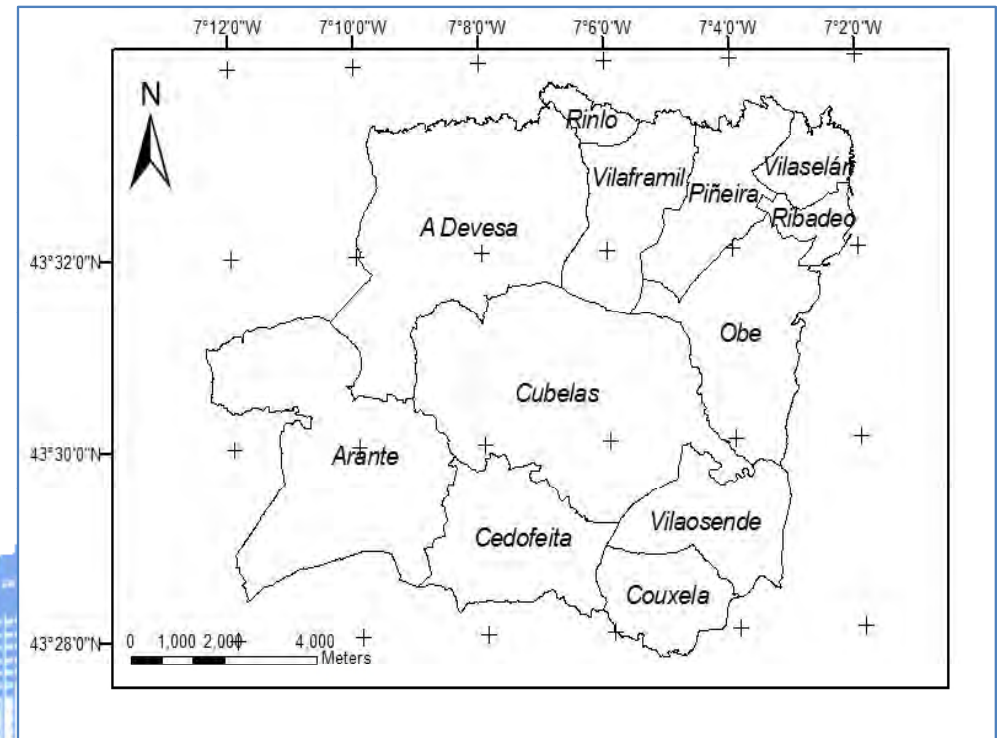 7°12'0"W 7°10'0"W 7°8'0"W 7°6'0"W 7°4'0"W 7°2'0"W
N
Rinlo
Vilaselán
Vilaframil
Piñeira
Ribadeo
A Devesa
43°32'0"N
Obe
Cubelas
43°30'0"N
Arante
Vilaosende
Cedofeita
Couxela
43°28'0"N
0 1,000 2,000 4,000
Meters